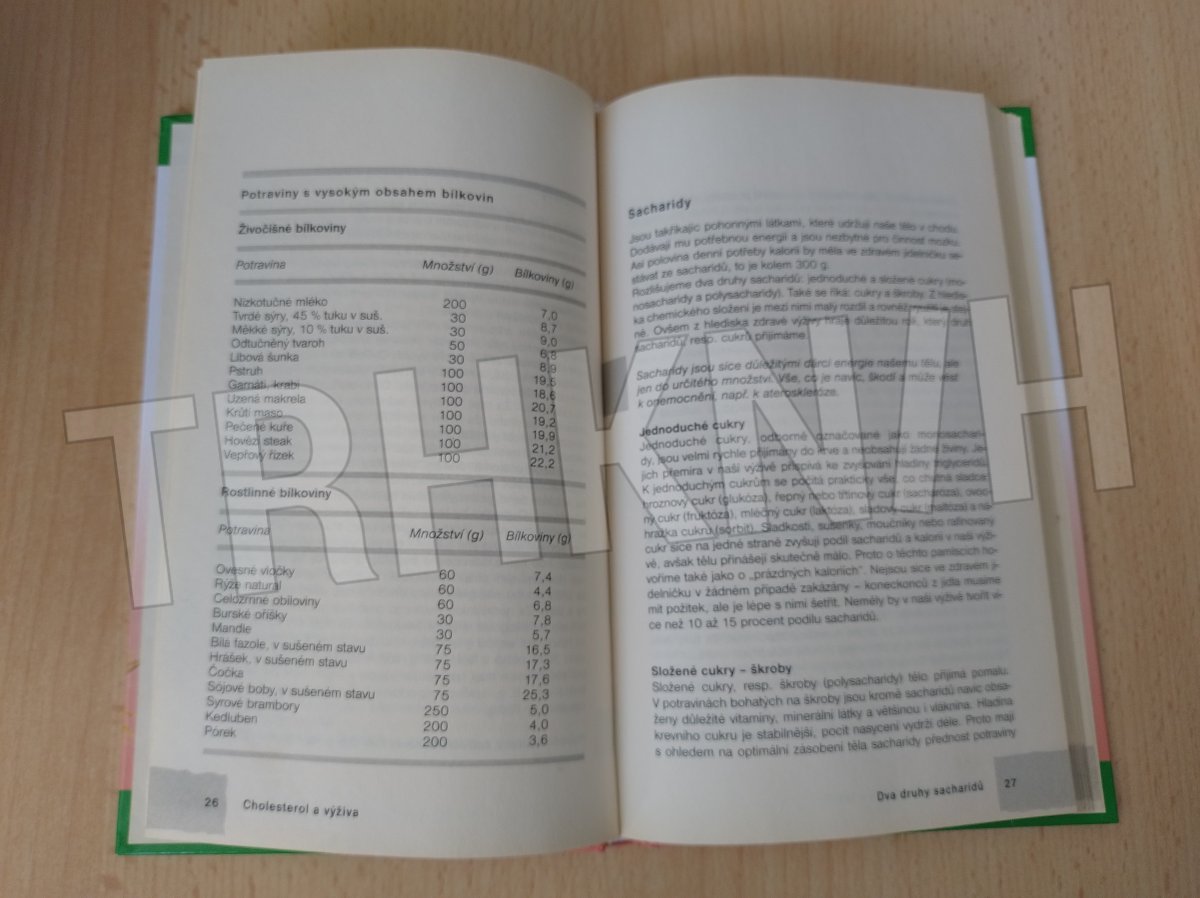 Potraviny s vysokým obsahem bílkovin
Živočišné bílkoviny
Potravina Množství (g) Bílkoviny (g)
Nízkotučné mléko 200 7,0
Tvrdé sýry, 45 % tuku v suš. 30 8,7
Měkké sýry, 10 % tuku v suš. 30 9,0
Odtučněný tvaroh 50 6,8
Libová šunka 30 8,9
Pstruh 100 19,5
Garnáti, krabi 100 18,6
Uzená makrela 100 20,7
Krůtí maso 100 19,2
Pečené kuře 100 19,9
Hovězí steak 100 21,2
Vepřový řízek 100 22,2
Rostlinné bílkoviny
Potravina Množství (g) Bílkoviny (g)
Ovesné vločky 60 7,4
Rýže natural 60 4,4
Celozrnné obiloviny 60 6,8
Burské oříšky 30 7,8
Mandle 30 5,7
Bílá fazole, v sušeném stavu 75 16,5
Hrášek, v sušeném stavu 75 17,3
Čočka 75 17,6
Sójové boby, v sušeném stavu 75 25,3
Syrové brambory 250 5,0
Kedluben 200 4,0
Pórek 200 3,6
26 Cholesterol a výživa
Sacharidy
Jsou takříkajíc pohonnými látkami, které udržují naše tělo v chodu.
Dodávají mu potřebnou energii a jsou nezbytné pro činnost mozku.
Asi polovina denní potřeby kalorií by měla ve zdravém jídelníčku se-
stávat ze sacharidů, to je kolem 300 g.
Rozlišujeme dva druhy sacharidů: jednoduché a složené cukry (mo-
nosacharidy a polysacharidy). Také se říká: cukry a škroby. Z hledis-
ka chemického složení je mezi nimi malý rozdíl a rovněž využití je stej-
né. Ovšem z hlediska zdravé výživy hraje důležitou roli, který druh
sacharidů, resp. cukrů přijímáme.
Sacharidy jsou sice důležitými dárci energie našemu tělu, ale
jen do určitého množství. Vše, co je navíc, škodí a může vést
k onemocnění, např. k ateroskleróze.
Jednoduché cukry
Jednoduché cukry, odborně označované jako monosachari-
dy, jsou velmi rychle přijímány do krve a neobsahují žádné živiny. Je-
jich přemíra v naší výživě přispívá ke zvyšování hladiny triglyceridů.
K jednoduchým cukrům se počítá prakticky vše, co chutná sladce:
hroznový cukr (glukóza), řepný nebo třtinový cukr (sacharóza), ovoc-
ný cukr (fruktóza), mléčný cukr (laktóza), sladový cukr (maltóza) a ná-
hražka cukru (sorbit). Sladkosti, sušenky, moučníky nebo rafinovaný
cukr sice na jedné straně zvyšují podíl sacharidů a kalorií v naší výži-
vě, avšak tělu přinášejí skutečně málo. Proto o těchto pamlscích ho-
voříme také jako o „prázdných kaloriích“. Nejsou sice ve zdravém jí-
delníčku v žádném případě zakázány – koneckonců z jídla musíme
mít požitek, ale je lépe s nimi šetřit. Neměly by v naší výživě tvořit ví-
ce než 10 až 15 procent podílu sacharidů.
Složené cukry – škroby
Složené cukry, resp. škroby (polysacharidy) tělo přijímá pomalu.
V potravinách bohatých na škroby jsou kromě sacharidů navíc obsa-
ženy důležité vitaminy, minerální látky a většinou i vláknina. Hladina
krevního cukru je stabilnější, pocit nasycení vydrží déle. Proto mají
s ohledem na optimální zásobení těla sacharidy přednost potraviny
Dva druhy sacharidů 27